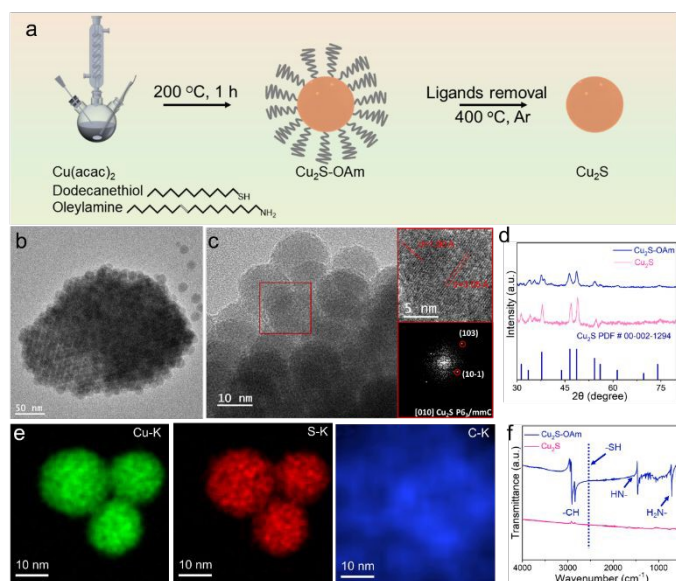 a
200 °C, 1 h
Ligands removal
400 °C, Ar
Cu(acac)₂
Dodecanethiol
SH
Oleylamine
NH₂
Cu₂S-OAm
Cu₂S
b
50 nm
c
10 nm
5 nm
(103)
(10-1)
[010] Cu₂S P6₃/mmC
d
Intensity (a.u.)
Cu₂S-OAm
Cu₂S
Cu₂S PDF # 00-002-1294
30 45 60 75
2θ (degree)
e
Cu-K
10 nm
S-K
10 nm
C-K
10 nm
f
Transmittance (a.u.)
Cu₂S-OAm
Cu₂S
-SH
HN-
-CH
H₂N-
4000 3000 2000 1000
Wavenumber (cm⁻¹)